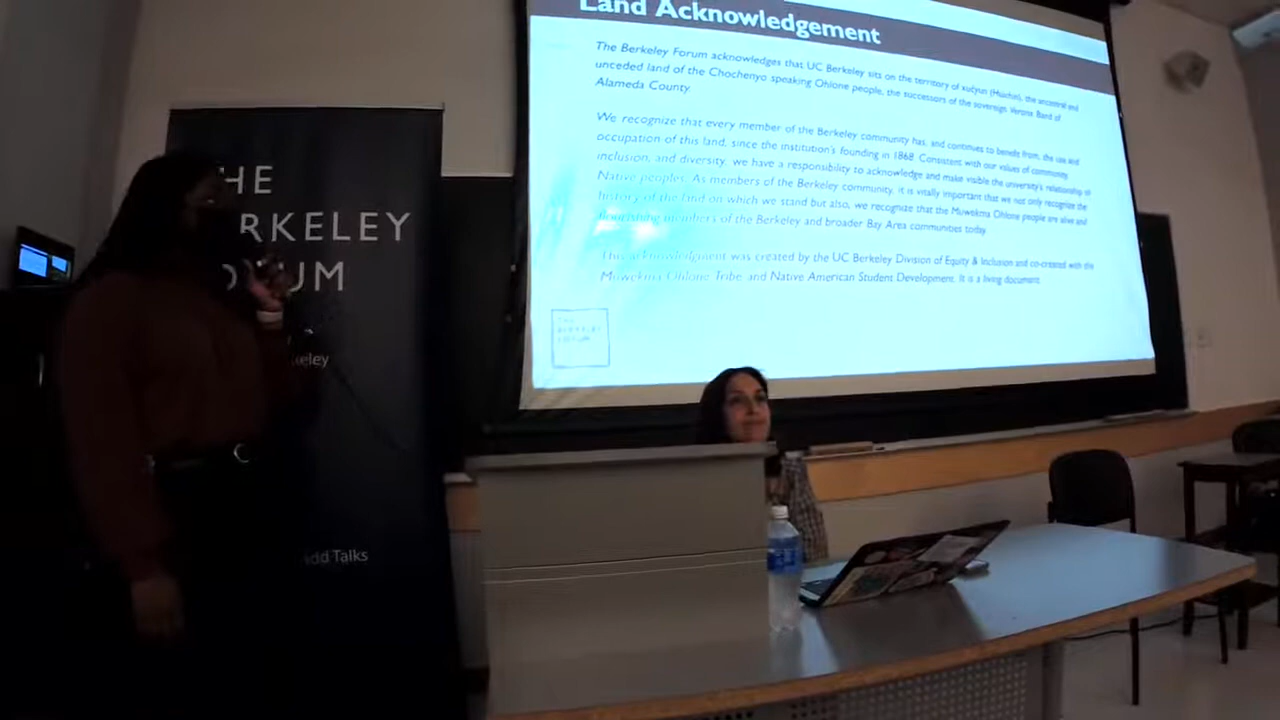 Land Acknowledgement
The Berkeley Forum acknowledges that UC Berkeley sits on the territory of xučyun (Huichin), the ancestral and
unceded land of the Chochenyo speaking Ohlone people, the successors of the sovereign Verona Band of
Alameda County.
We recognize that every member of the Berkeley community has, and continues to benefit from, the use and
occupation of this land, since the institution's founding in 1868. Consistent with our values of community,
inclusion, and diversity, we have a responsibility to acknowledge and make visible the university's relationship to
Native peoples. As members of the Berkeley community, it is vitally important that we not only recognize the
history of the land on which we stand but also, we recognize that the Muwekma Ohlone people are alive and
flourishing members of the Berkeley and broader Bay Area communities today.
This acknowledgment was created by the UC Berkeley Division of Equity & Inclusion and co-created with the
Muwekma Ohlone Tribe and Native American Student Development. It is a living document.
THE
BERKELEY
FORUM
HE
RKELEY
UM
keley
dd Talks